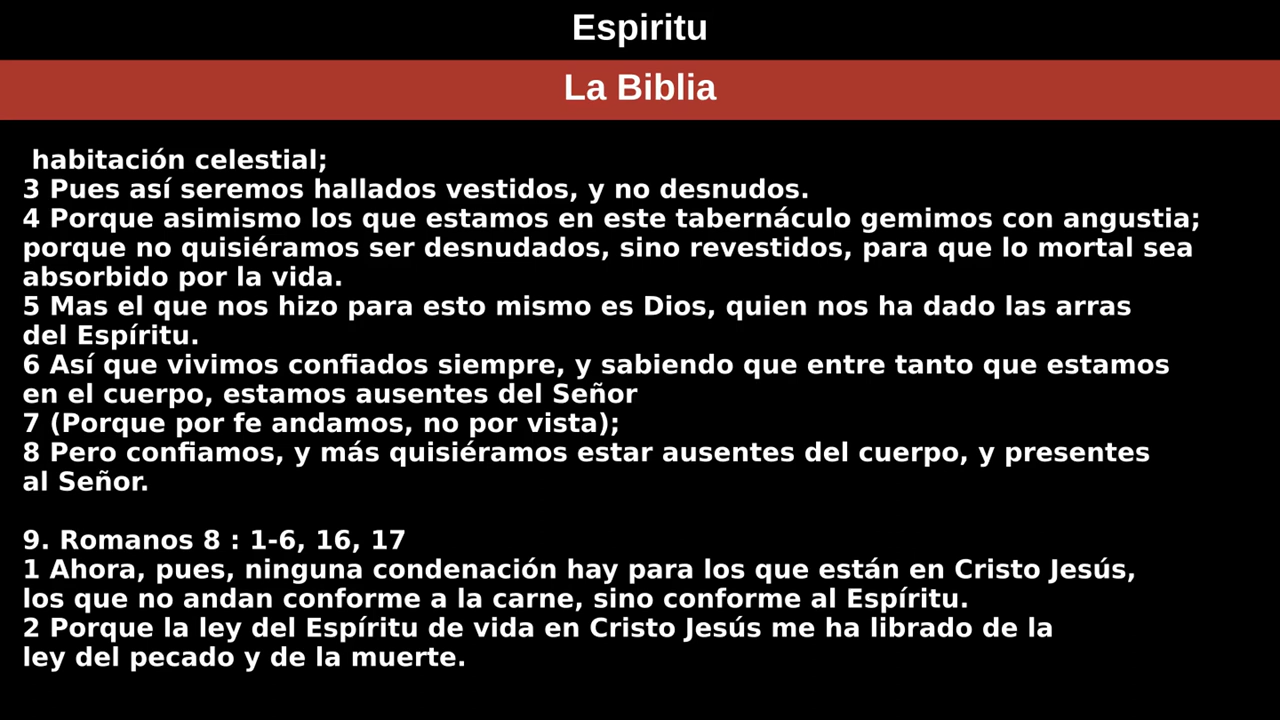 Espiritu
La Biblia
habitación celestial;
3 Pues así seremos hallados vestidos, y no desnudos.
4 Porque asimismo los que estamos en este tabernáculo gemimos con angustia;
porque no quisiéramos ser desnudados, sino revestidos, para que lo mortal sea
absorbido por la vida.
5 Mas el que nos hizo para esto mismo es Dios, quien nos ha dado las arras
del Espíritu.
6 Así que vivimos confiados siempre, y sabiendo que entre tanto que estamos
en el cuerpo, estamos ausentes del Señor
7 (Porque por fe andamos, no por vista);
8 Pero confiamos, y más quisiéramos estar ausentes del cuerpo, y presentes
al Señor.
9. Romanos 8 : 1-6, 16, 17
1 Ahora, pues, ninguna condenación hay para los que están en Cristo Jesús,
los que no andan conforme a la carne, sino conforme al Espíritu.
2 Porque la ley del Espíritu de vida en Cristo Jesús me ha librado de la
ley del pecado y de la muerte.